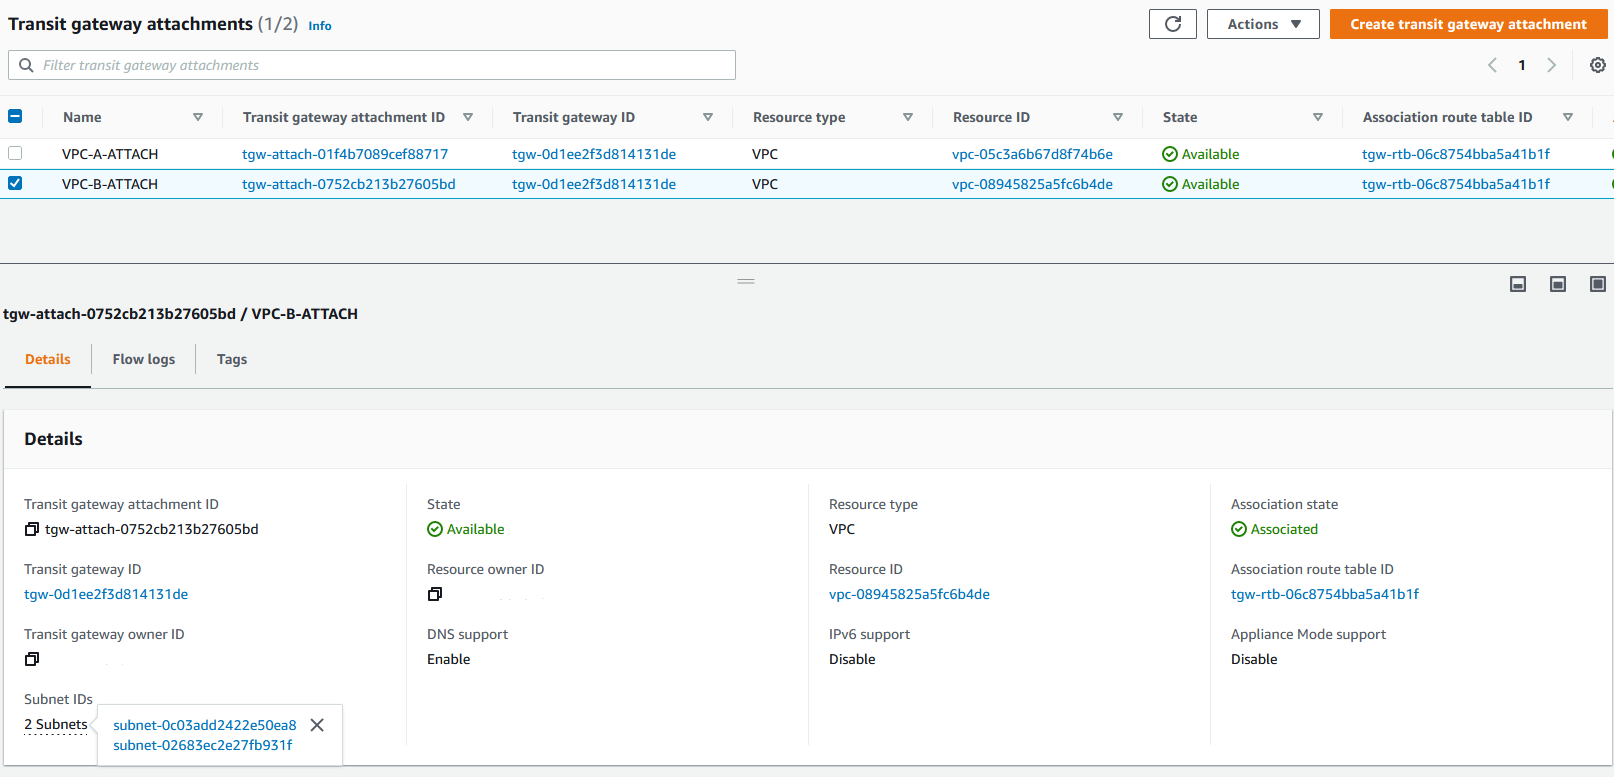 Transit gateway attachments (1/2) Info
Actions
Create transit gateway attachment
Filter transit gateway attachments
1
Name Transit gateway attachment ID Transit gateway ID Resource type Resource ID State Association route table ID
VPC-A-ATTACH tgw-attach-01f4b7089cef88717 tgw-0d1ee2f3d814131de VPC vpc-05c3a6b67d8f74b6e Available tgw-rtb-06c8754bba5a41b1f
VPC-B-ATTACH tgw-attach-0752cb213b27605bd tgw-0d1ee2f3d814131de VPC vpc-08945825a5fc6b4de Available tgw-rtb-06c8754bba5a41b1f
tgw-attach-0752cb213b27605bd / VPC-B-ATTACH
Details Flow logs Tags
Details
Transit gateway attachment ID State Resource type Association state
tgw-attach-0752cb213b27605bd Available VPC Associated
Transit gateway ID Resource owner ID Resource ID Association route table ID
tgw-0d1ee2f3d814131de vpc-08945825a5fc6b4de tgw-rtb-06c8754bba5a41b1f
Transit gateway owner ID DNS support IPv6 support Appliance Mode support
Enable Disable Disable
Subnet IDs
2 Subnets subnet-0c03add2422e50ea8
subnet-02683ec2e27fb931f